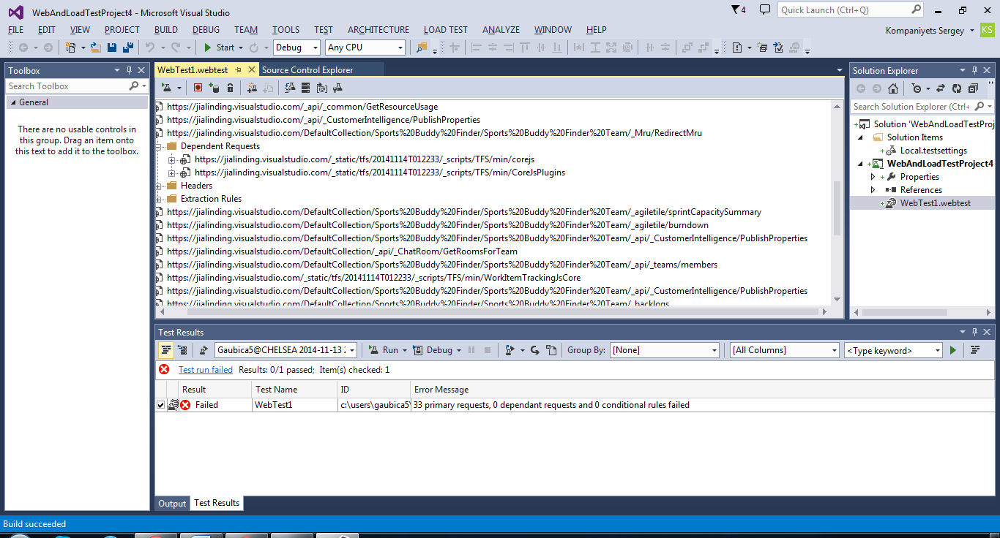 WebAndLoadTestProject4 - Microsoft Visual Studio
4
Quick Launch (Ctrl+Q)
FILE EDIT VIEW PROJECT BUILD DEBUG TEAM TOOLS TEST ARCHITECTURE LOAD TEST ANALYZE WINDOW HELP
Kompaniyets Sergey KS
Start Debug Any CPU
Toolbox
Search Toolbox
General
There are no usable controls in
this group. Drag an item onto
this text to add it to the toolbox.
WebTest1.webtest Source Control Explorer
https://jialinding.visualstudio.com/_api/_common/GetResourceUsage
https://jialinding.visualstudio.com/_api/_CustomerIntelligence/PublishProperties
https://jialinding.visualstudio.com/DefaultCollection/Sports%20Buddy%20Finder/Sports%20Buddy%20Finder%20Team/_Mru/RedirectMru
Dependent Requests
https://jialinding.visualstudio.com/_static/tfs/20141114T012233/_scripts/TFS/min/corejs
https://jialinding.visualstudio.com/_static/tfs/20141114T012233/_scripts/TFS/min/CoreJsPlugins
Headers
Extraction Rules
https://jialinding.visualstudio.com/DefaultCollection/Sports%20Buddy%20Finder/Sports%20Buddy%20Finder%20Team/_agiletile/sprintCapacitySummary
https://jialinding.visualstudio.com/DefaultCollection/Sports%20Buddy%20Finder/Sports%20Buddy%20Finder%20Team/_agiletile/burndown
https://jialinding.visualstudio.com/DefaultCollection/Sports%20Buddy%20Finder/Sports%20Buddy%20Finder%20Team/_api/_CustomerIntelligence/PublishProperties
https://jialinding.visualstudio.com/DefaultCollection/_api/_ChatRoom/GetRoomsForTeam
https://jialinding.visualstudio.com/DefaultCollection/Sports%20Buddy%20Finder/Sports%20Buddy%20Finder%20Team/_api/_teams/members
https://jialinding.visualstudio.com/_static/tfs/20141114T012233/_scripts/TFS/min/WorkItemTrackingJsCore
https://jialinding.visualstudio.com/DefaultCollection/Sports%20Buddy%20Finder/Sports%20Buddy%20Finder%20Team/_api/_CustomerIntelligence/PublishProperties
https://jialinding.visualstudio.com/DefaultCollection/Sports%20Buddy%20Finder/Sports%20Buddy%20Finder%20Team/_backlogs
Solution Explorer
Search Solution Explorer (Ctrl+
Solution 'WebAndLoadTestProj
Solution Items
Local.testsettings
WebAndLoadTestProject4
Properties
References
WebTest1.webtest
Test Results
Gaubica5@CHELSEA 2014-11-13 Run Debug Group By: [None] [All Columns] <Type keyword>
Test run failed Results: 0/1 passed; Item(s) checked: 1
Result Test Name ID Error Message
Failed WebTest1 c:\users\gaubica5\ 33 primary requests, 0 dependant requests and 0 conditional rules failed
Output Test Results
Build succeeded